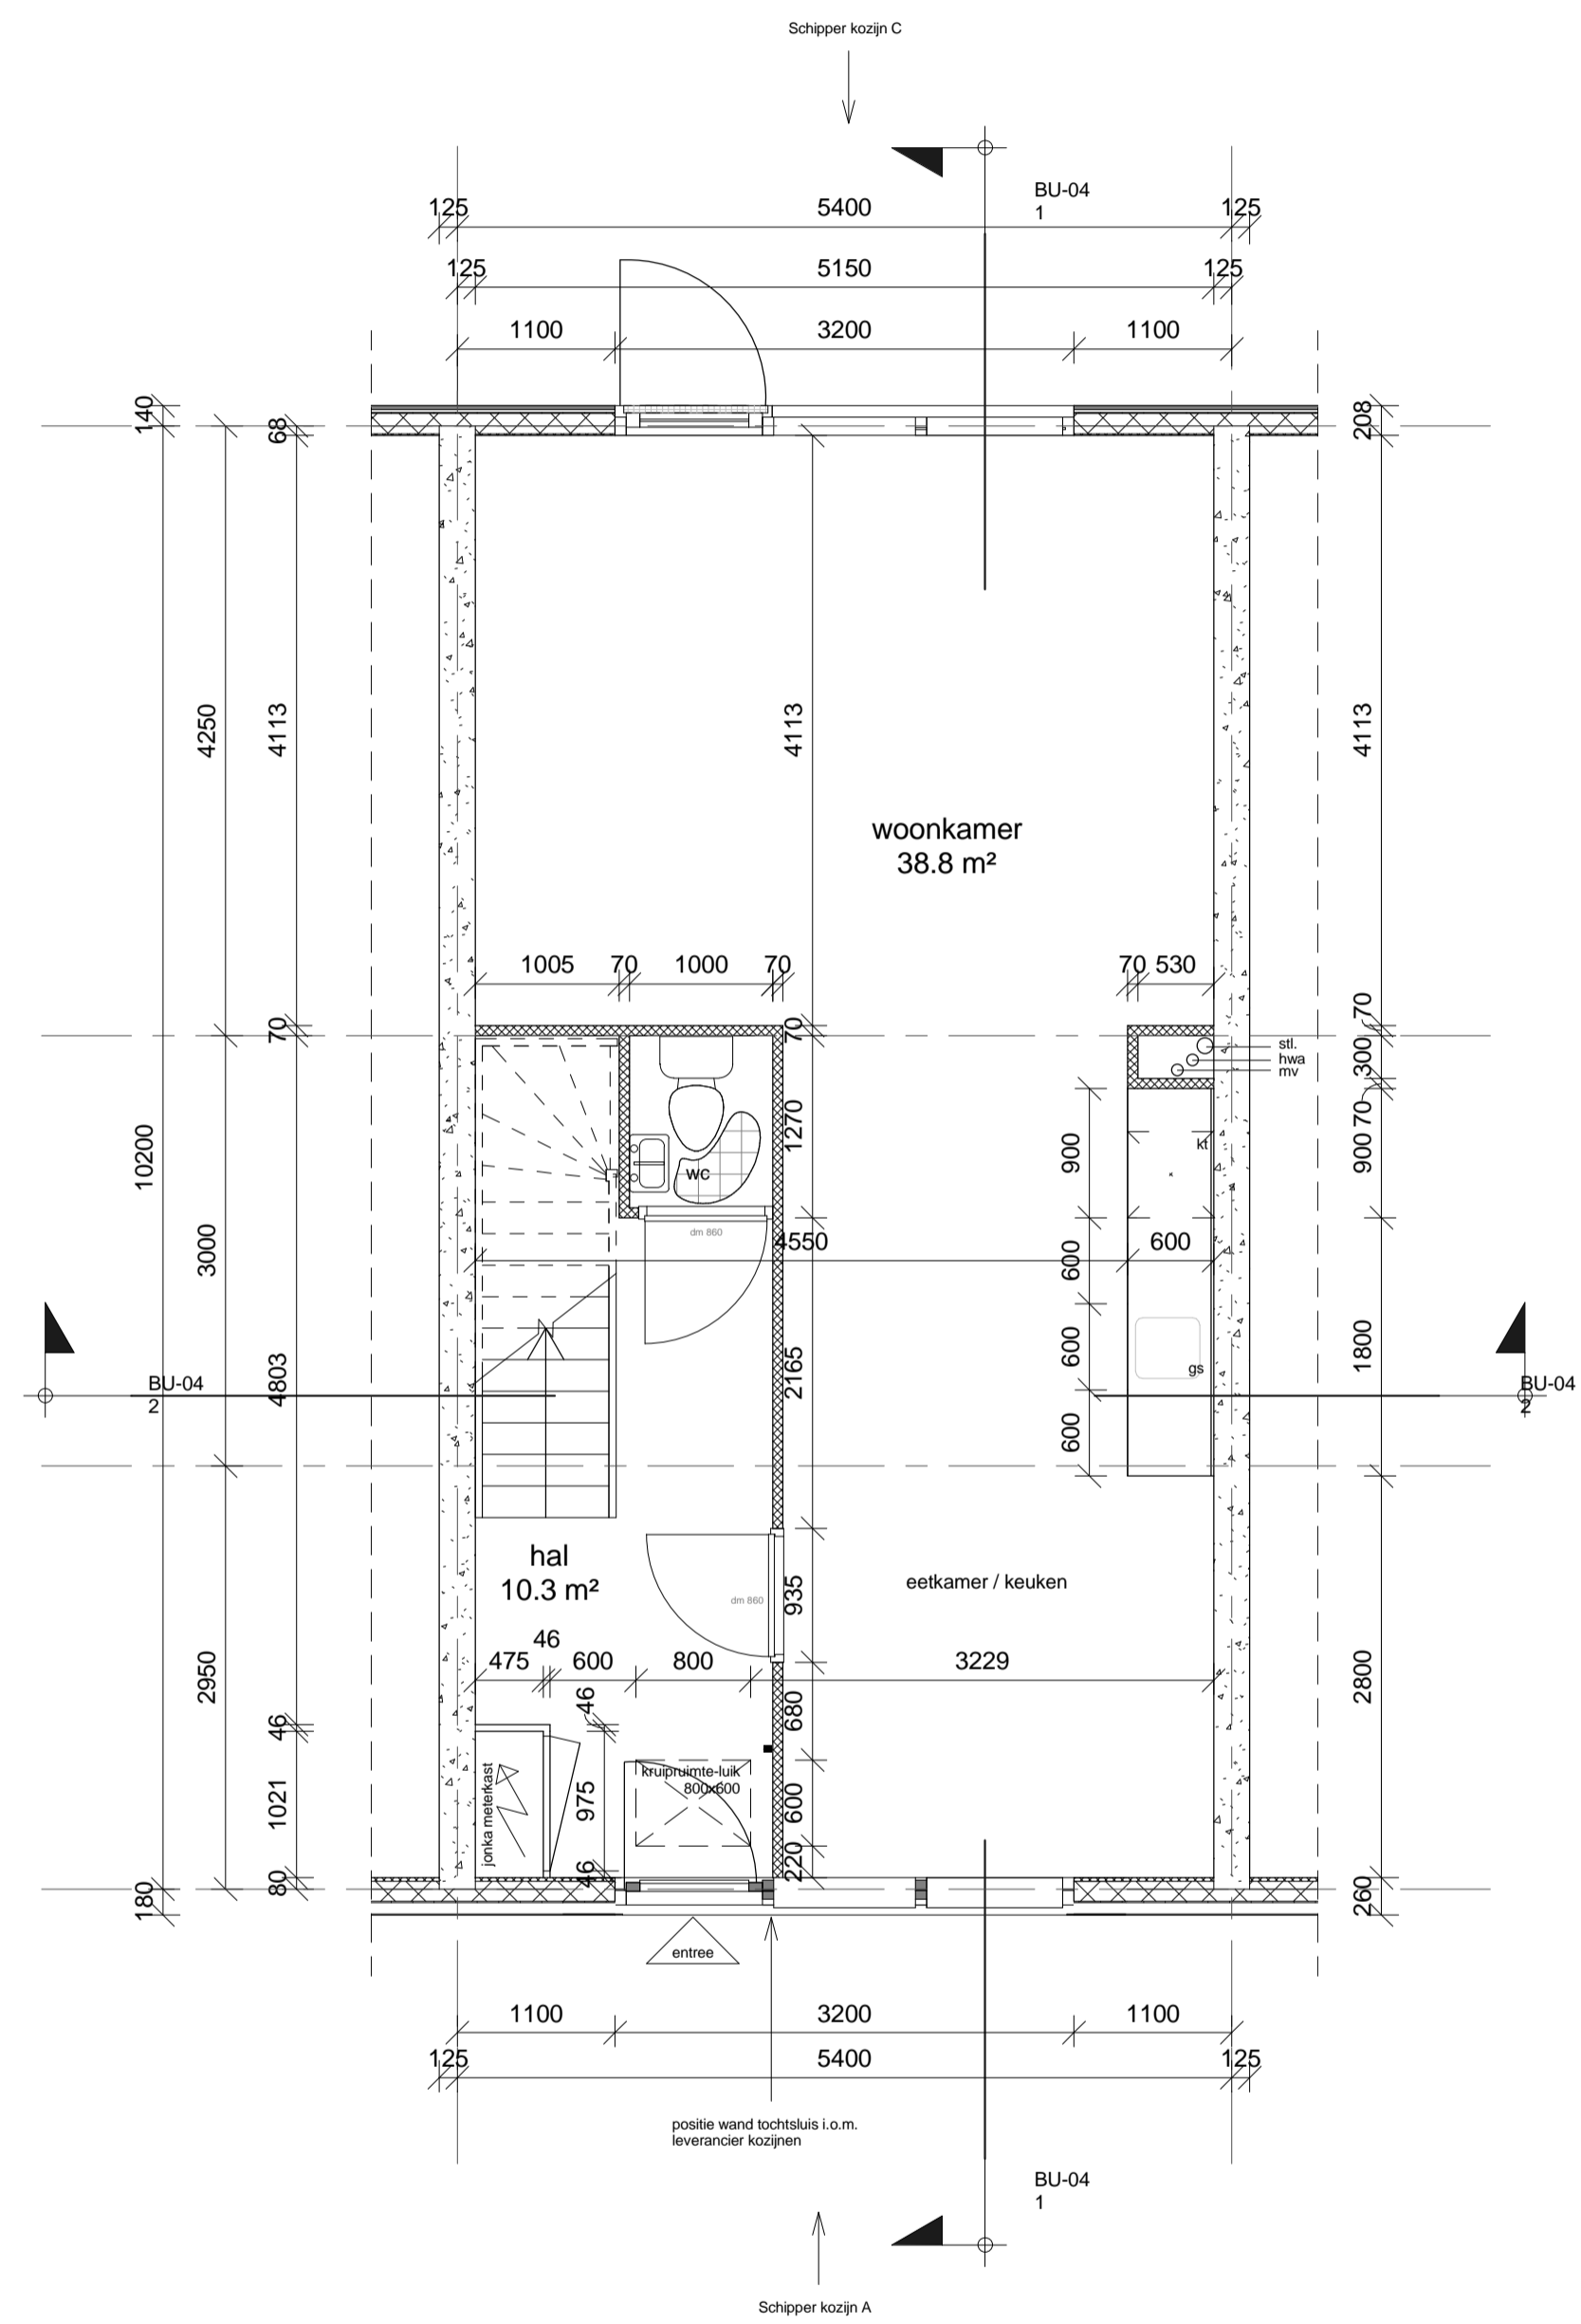 Schipper kozijn C
BU-04
1
125 5400 125
125 5150 125
1100 3200 1100
140
68
208
4250
4113
4113
4113
woonkamer
38.8 m²
1005 70 1000 70
70 530
70
70
70
300
70
stl.
hwa
mv
10200
3000
4803
1270
900
900
kt
wc
dm 860
4550 600
600
600
600
2165
1800
gs
BU-04
2
BU-04
2
hal
10.3 m²
dm 860
935
eetkamer / keuken
475 46 600 800 3229
2950
2800
46
46
680
kruipruimte-luik
800x600
jonka meterkast
1021
975
600
46
220
180
80
260
entree
1100 3200 1100
125 5400 125
positie wand tochtsluis i.o.m.
leverancier kozijnen
BU-04
1
Schipper kozijn A